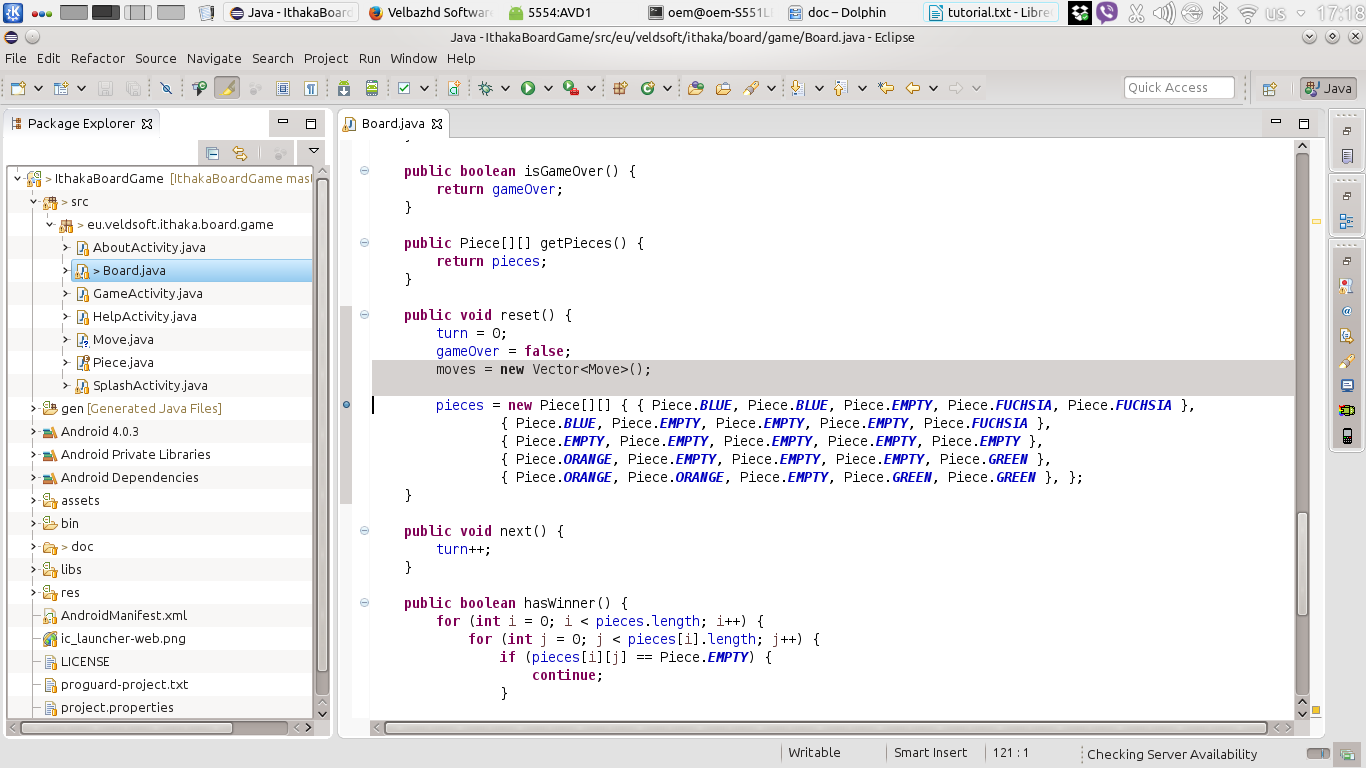 Java - IthakaBoard
Velbazhd Softwar
5554:AVD1
oem@oem-S551L
doc – Dolphin
tutorial.txt - Libre
us
17:18
Java - IthakaBoardGame/src/eu/veldsoft/ithaka/board/game/Board.java - Eclipse
File Edit Refactor Source Navigate Search Project Run Window Help
Quick Access
Java
Package Explorer
Board.java
> IthakaBoardGame [IthakaBoardGame mast
> src
> eu.veldsoft.ithaka.board.game
AboutActivity.java
> Board.java
GameActivity.java
HelpActivity.java
Move.java
Piece.java
SplashActivity.java
gen [Generated Java Files]
Android 4.0.3
Android Private Libraries
Android Dependencies
assets
bin
> doc
libs
res
AndroidManifest.xml
ic_launcher-web.png
LICENSE
proguard-project.txt
project.properties
public boolean isGameOver() {
return gameOver;
}
public Piece[][] getPieces() {
return pieces;
}
public void reset() {
turn = 0;
gameOver = false;
moves = new Vector<Move>();
pieces = new Piece[][] { { Piece.BLUE, Piece.BLUE, Piece.EMPTY, Piece.FUCHSIA, Piece.FUCHSIA },
{ Piece.BLUE, Piece.EMPTY, Piece.EMPTY, Piece.EMPTY, Piece.FUCHSIA },
{ Piece.EMPTY, Piece.EMPTY, Piece.EMPTY, Piece.EMPTY, Piece.EMPTY },
{ Piece.ORANGE, Piece.EMPTY, Piece.EMPTY, Piece.EMPTY, Piece.GREEN },
{ Piece.ORANGE, Piece.ORANGE, Piece.EMPTY, Piece.GREEN, Piece.GREEN }, };
}
public void next() {
turn++;
}
public boolean hasWinner() {
for (int i = 0; i < pieces.length; i++) {
for (int j = 0; j < pieces[i].length; j++) {
if (pieces[i][j] == Piece.EMPTY) {
continue;
}
Writable
Smart Insert
121 : 1
Checking Server Availability